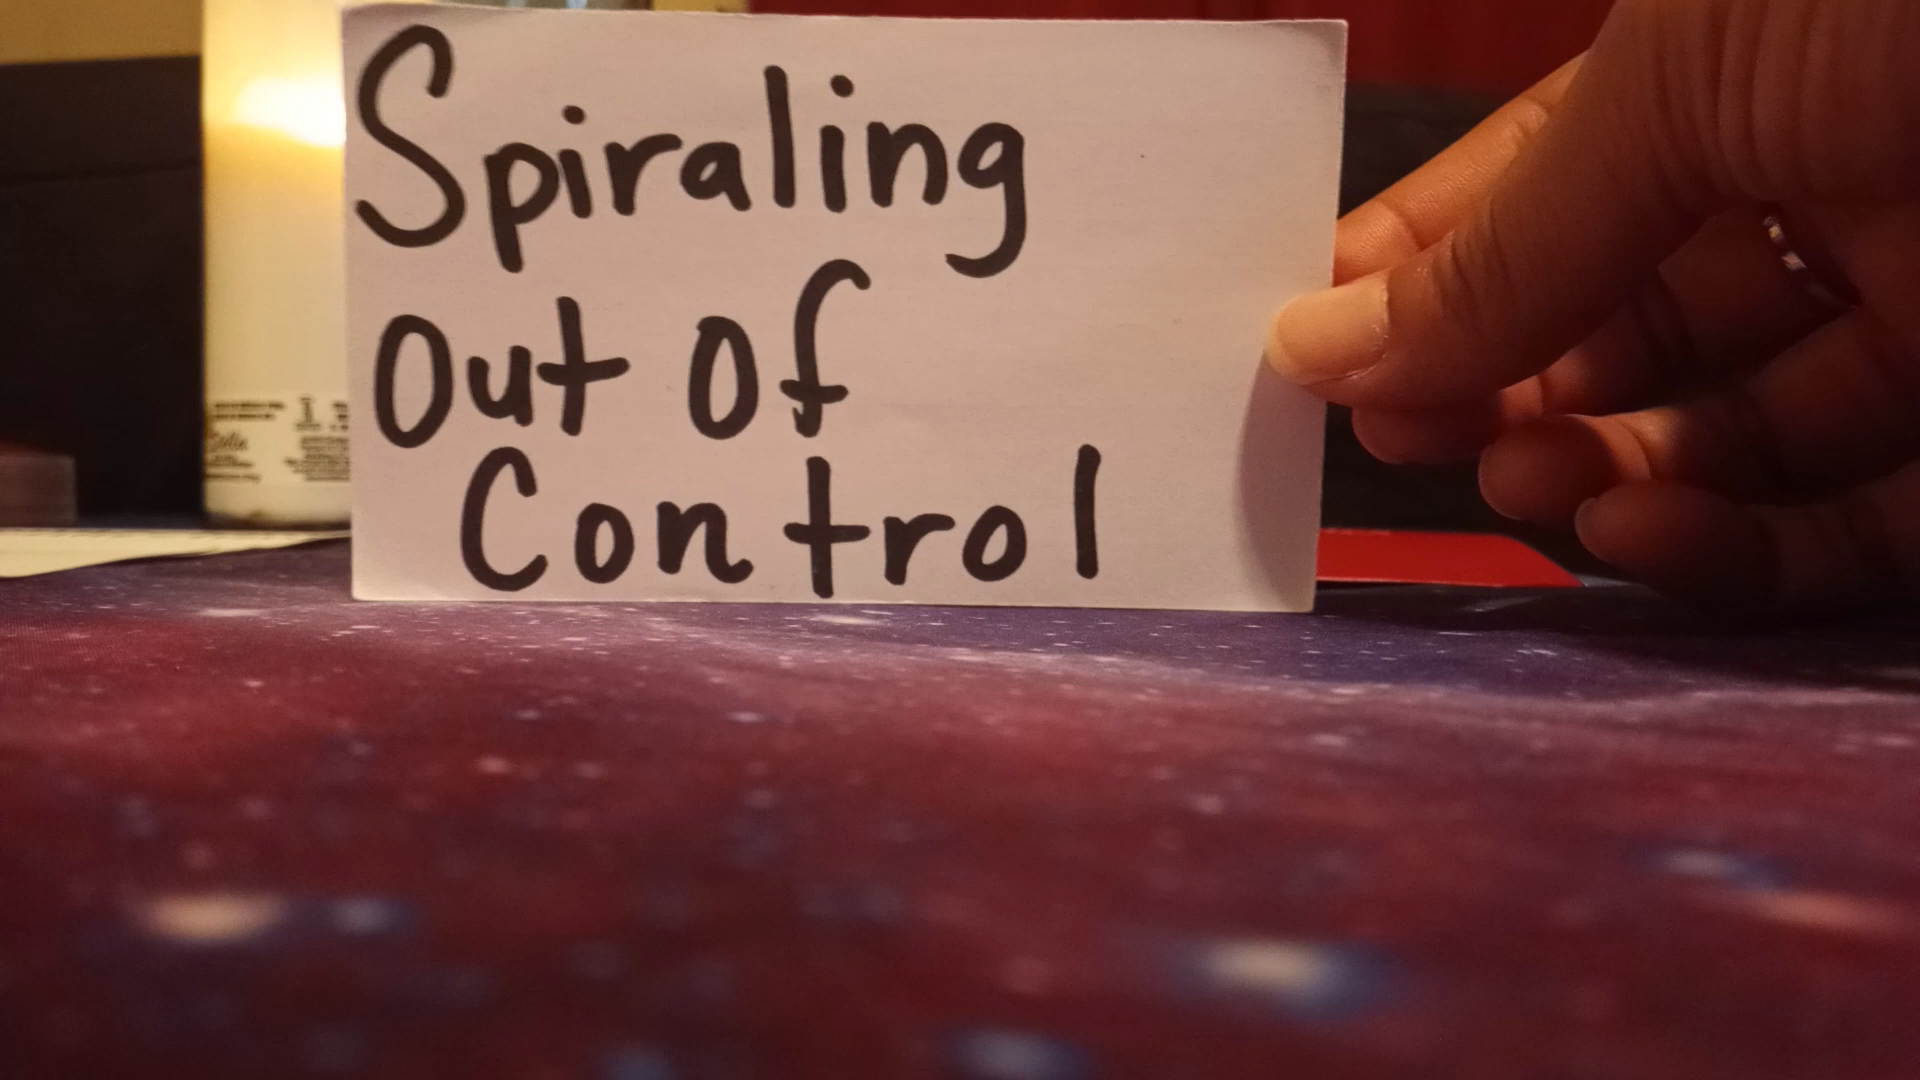 Spiraling
Out Of
Control